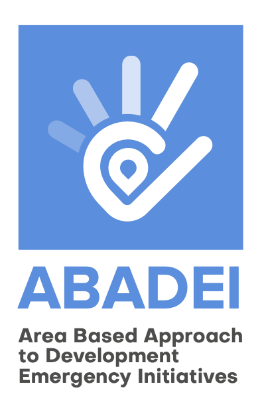 ABADEI
Area Based Approach
to Development
Emergency Initiatives